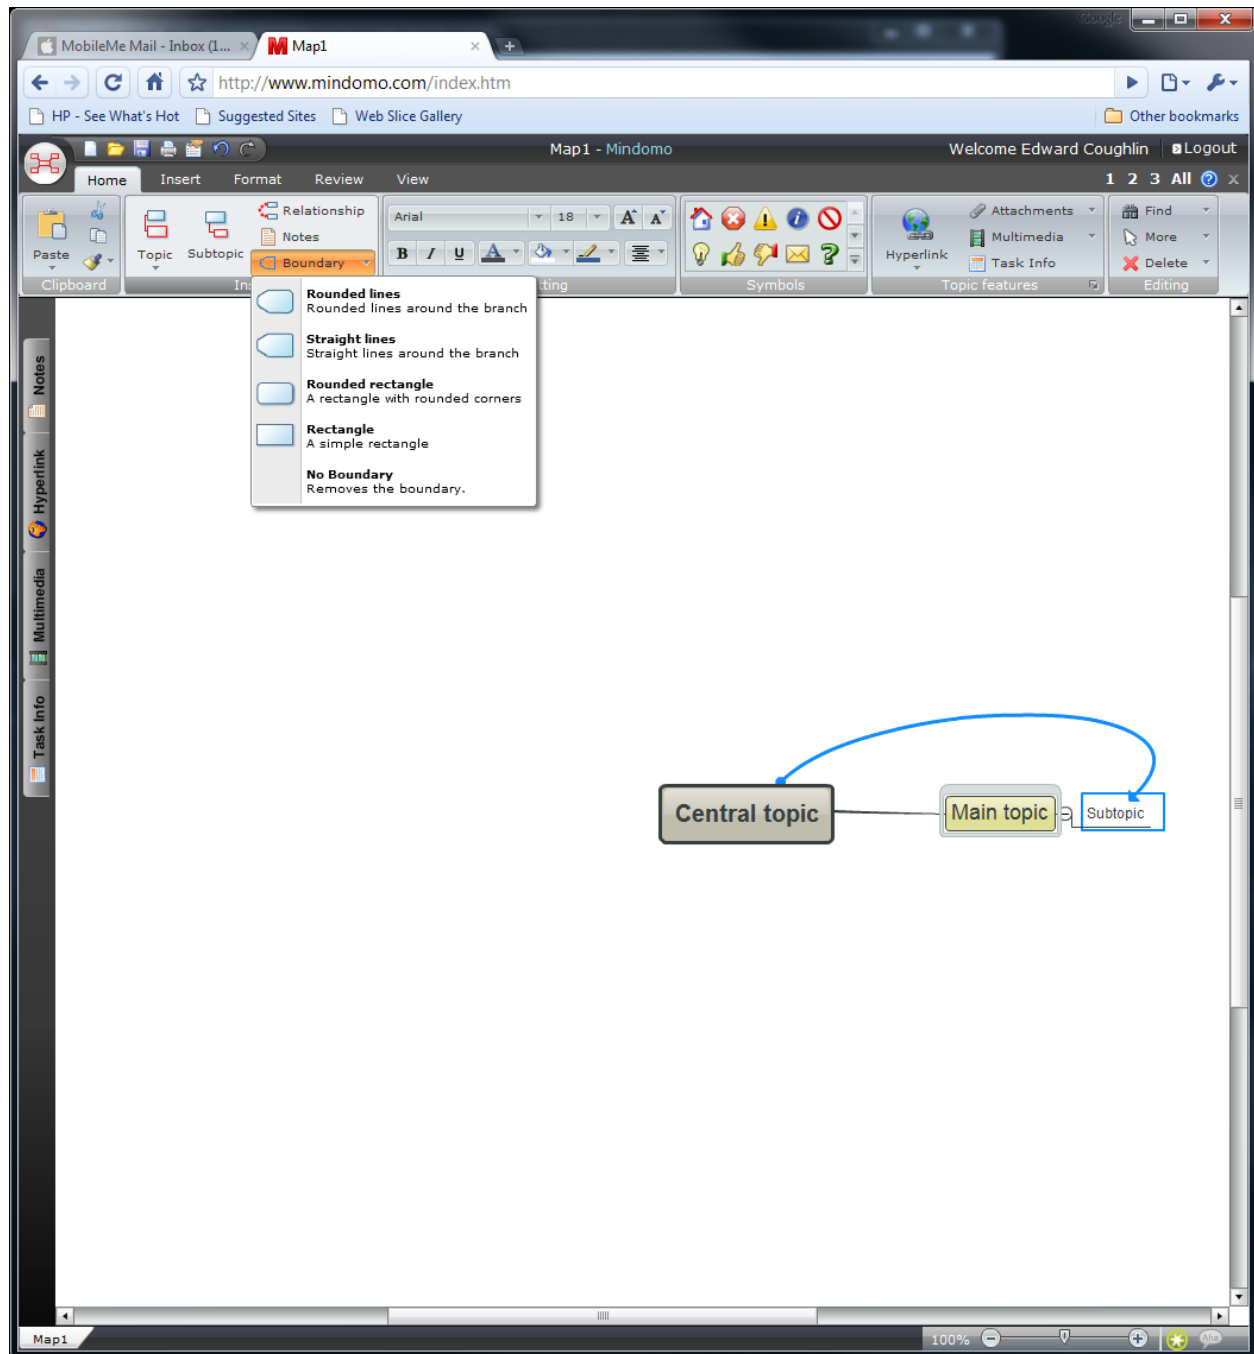 Google
MobileMe Mail - Inbox (1...
Map1
http://www.mindomo.com/index.htm
HP - See What's Hot
Suggested Sites
Web Slice Gallery
Other bookmarks
Map1 - Mindomo
Welcome Edward Coughlin
Logout
Home
Insert
Format
Review
View
1 2 3 All
Paste
Topic
Subtopic
Relationship
Notes
Boundary
Arial
18
A A
B I U A
Hyperlink
Attachments
Multimedia
Task Info
Find
More
Delete
Clipboard
In
ting
Symbols
Topic features
Editing
Rounded lines
Rounded lines around the branch
Straight lines
Straight lines around the branch
Rounded rectangle
A rectangle with rounded corners
Rectangle
A simple rectangle
No Boundary
Removes the boundary.
Notes
Hyperlink
Multimedia
Task Info
Central topic
Main topic
Subtopic
Map1
100%